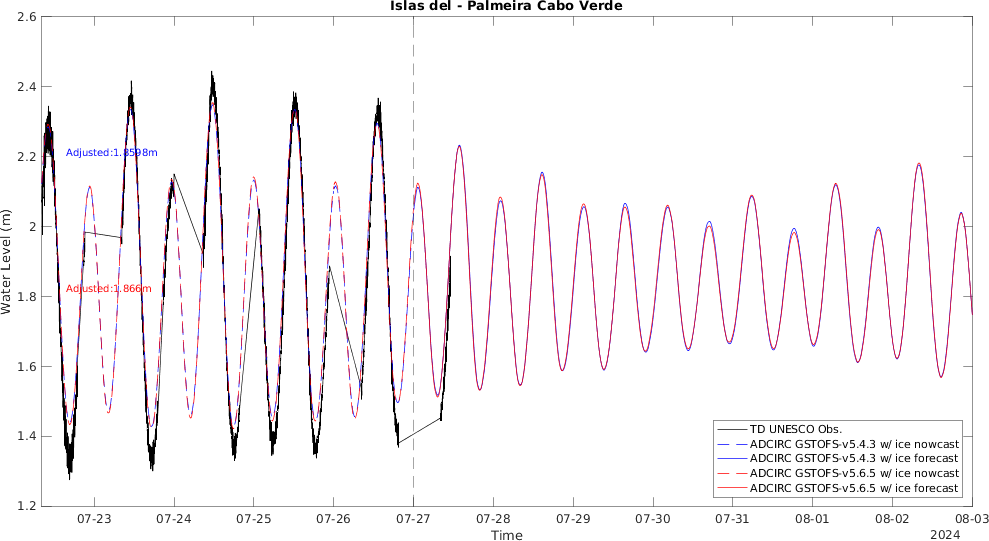 Islas del - Palmeira Cabo Verde
Water Level (m)
2.6
2.4
2.2
2
1.8
1.6
1.4
1.2
Adjusted:1.8598m
Adjusted:1.866m
TD UNESCO Obs.
ADCIRC GSTOFS-v5.4.3 w/ ice nowcast
ADCIRC GSTOFS-v5.4.3 w/ ice forecast
ADCIRC GSTOFS-v5.6.5 w/ ice nowcast
ADCIRC GSTOFS-v5.6.5 w/ ice forecast
07-23 07-24 07-25 07-26 07-27 07-28 07-29 07-30 07-31 08-01 08-02 08-03
Time
2024